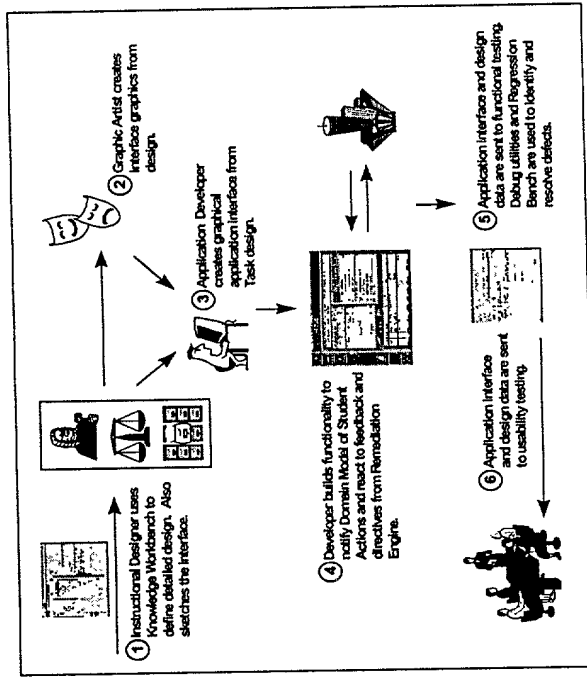 1 Instructional Designer uses
Knowledge Workbench to
define detailed design. Also
sketches the interface.
2 Graphic Artist creates
Interface graphics from
design.
3 Application Developer
creates graphical
application interface from
Task design.
4 Developer builds functionality to
notify Domain Model of Student
Actions and react to feedback and
directives from Remediation
Engine.
5 Application Interface and design
data are sent to functional testing.
Debug utilities and Regression
Bench are used to identify and
resolve defects.
6 Application Interface
and design data are sent
to usability testing.